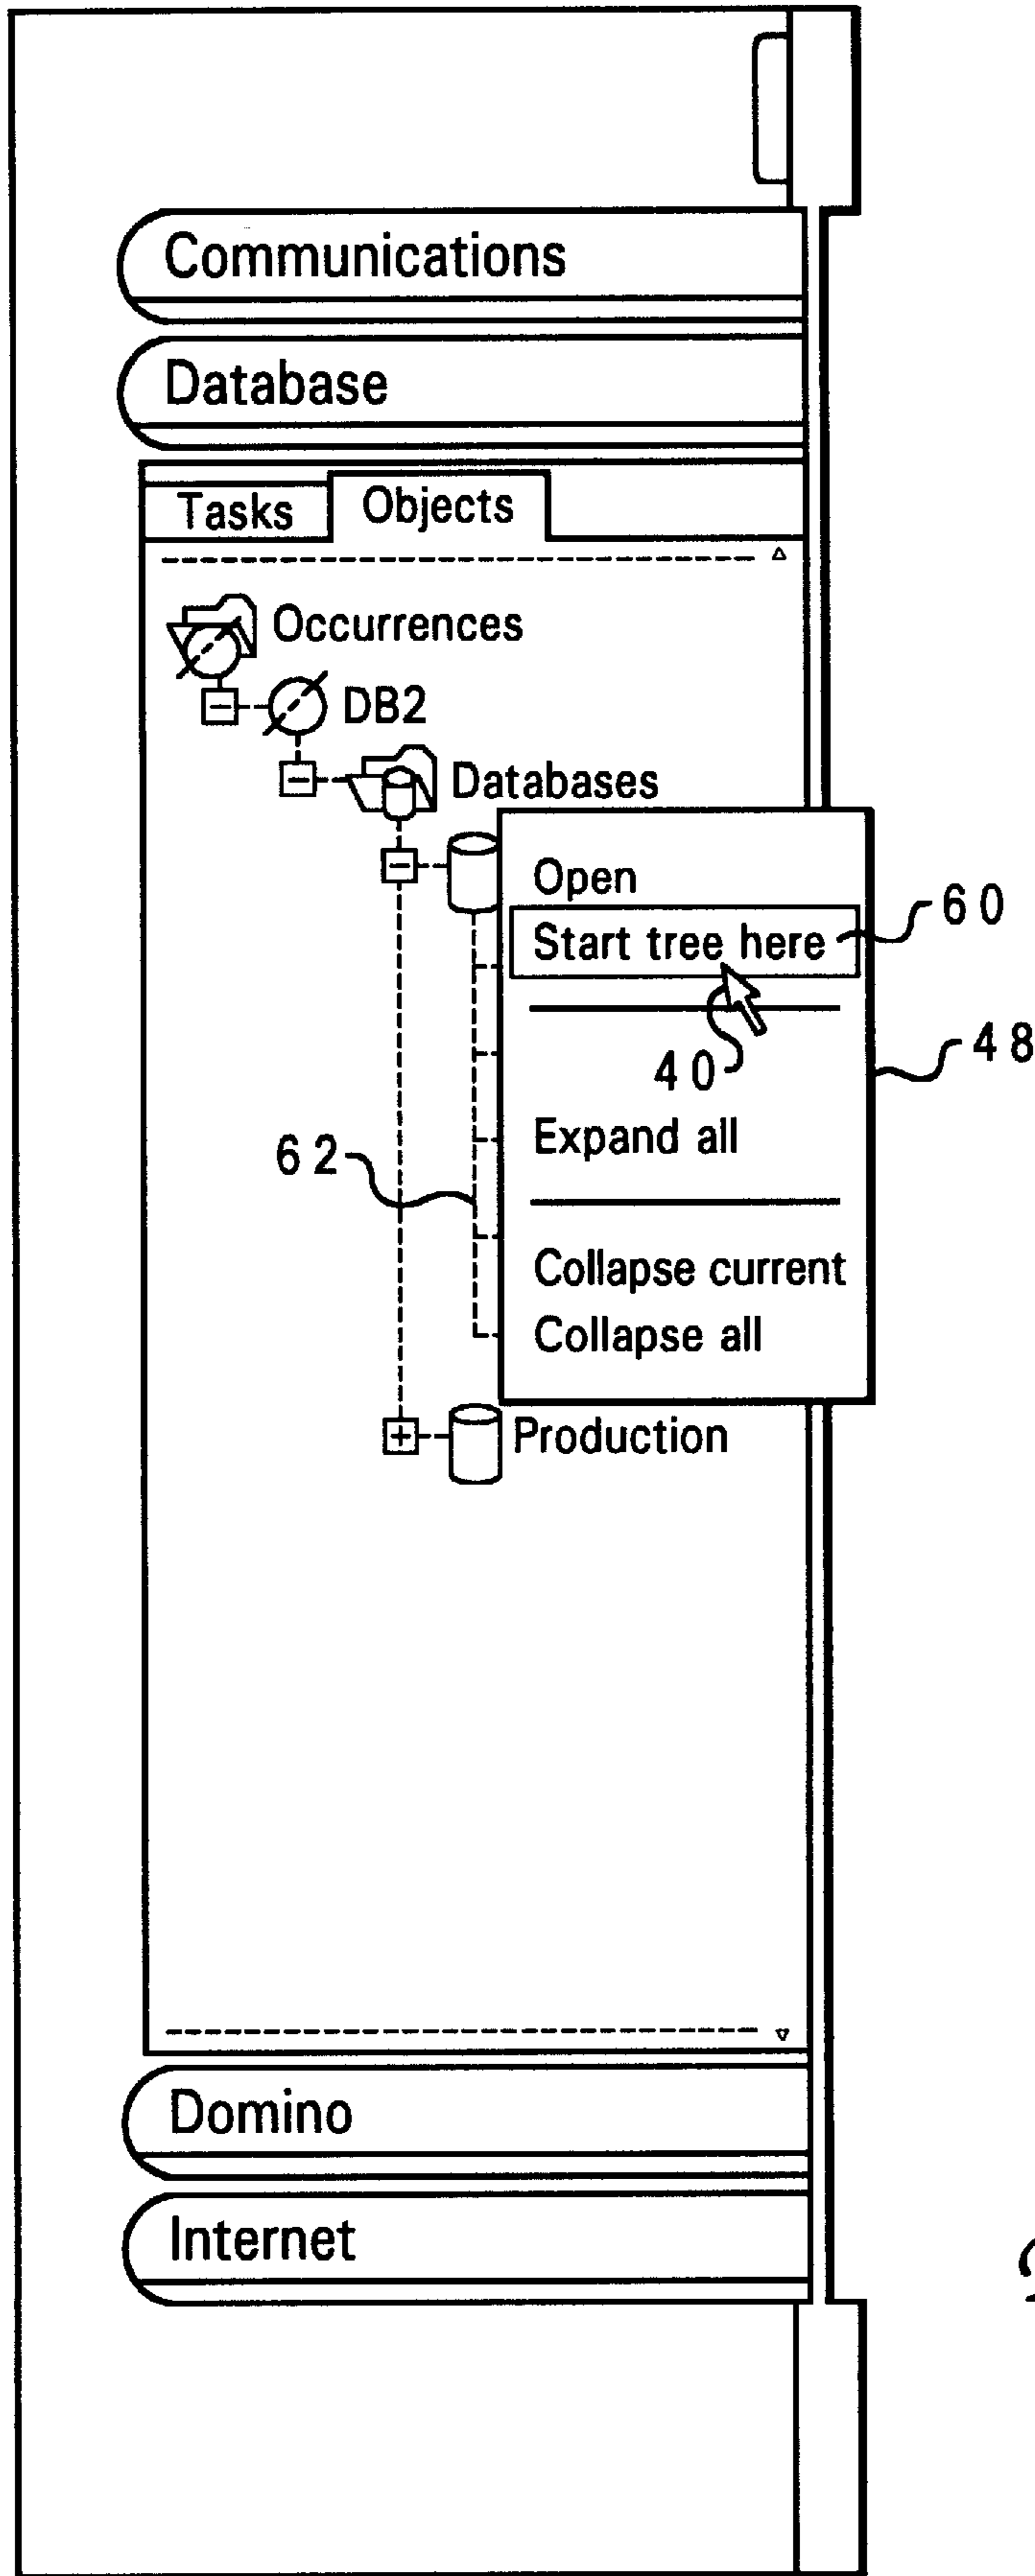 Communications
Database
Tasks
Objects
Occurrences
DB2
Databases
Open
Start tree here
60
40
48
Expand all
62
Collapse current
Collapse all
Production
Domino
Internet